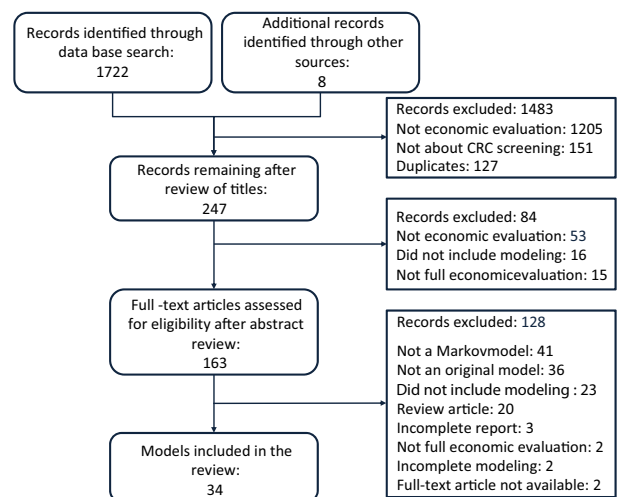 Records identified through
data base search:
1722
Additional records
identified through other
sources:
8
Records excluded: 1483
Not economic evaluation: 1205
Not about CRC screening: 151
Duplicates: 127
Records remaining after
review of titles:
247
Records excluded: 84
Not economic evaluation: 53
Did not include modeling: 16
Not full economicevaluation: 15
Full -text articles assessed
for eligibility after abstract
review:
163
Records excluded: 128
Not a Markovmodel: 41
Not an original model: 36
Did not include modeling : 23
Review article: 20
Incomplete report: 3
Not full economic evaluation: 2
Incomplete modeling: 2
Full-text article not available: 2
Models included in the
review:
34